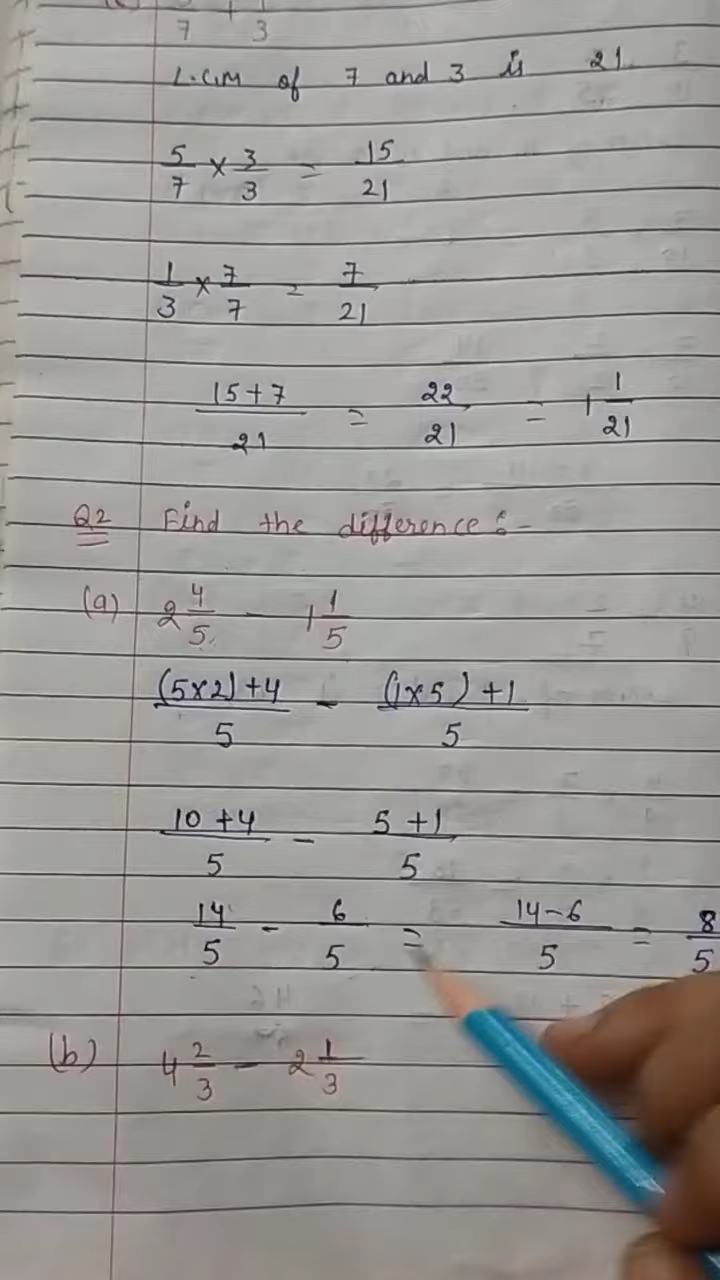 7 + 3
L.C.M of 7 and 3 is 21
5/7 × 3/3 = 15/21
1/3 × 7/7 = 7/21
15+7/21 = 22/21 = 1 1/21
Q2 Find the difference :-
(a) 2 4/5 - 1 1/5
(5×2)+4/5 - (1×5)+1/5
10+4/5 - 5+1/5
14/5 - 6/5 = 14-6/5 = 8/5
(b) 4 2/3 - 2 1/3